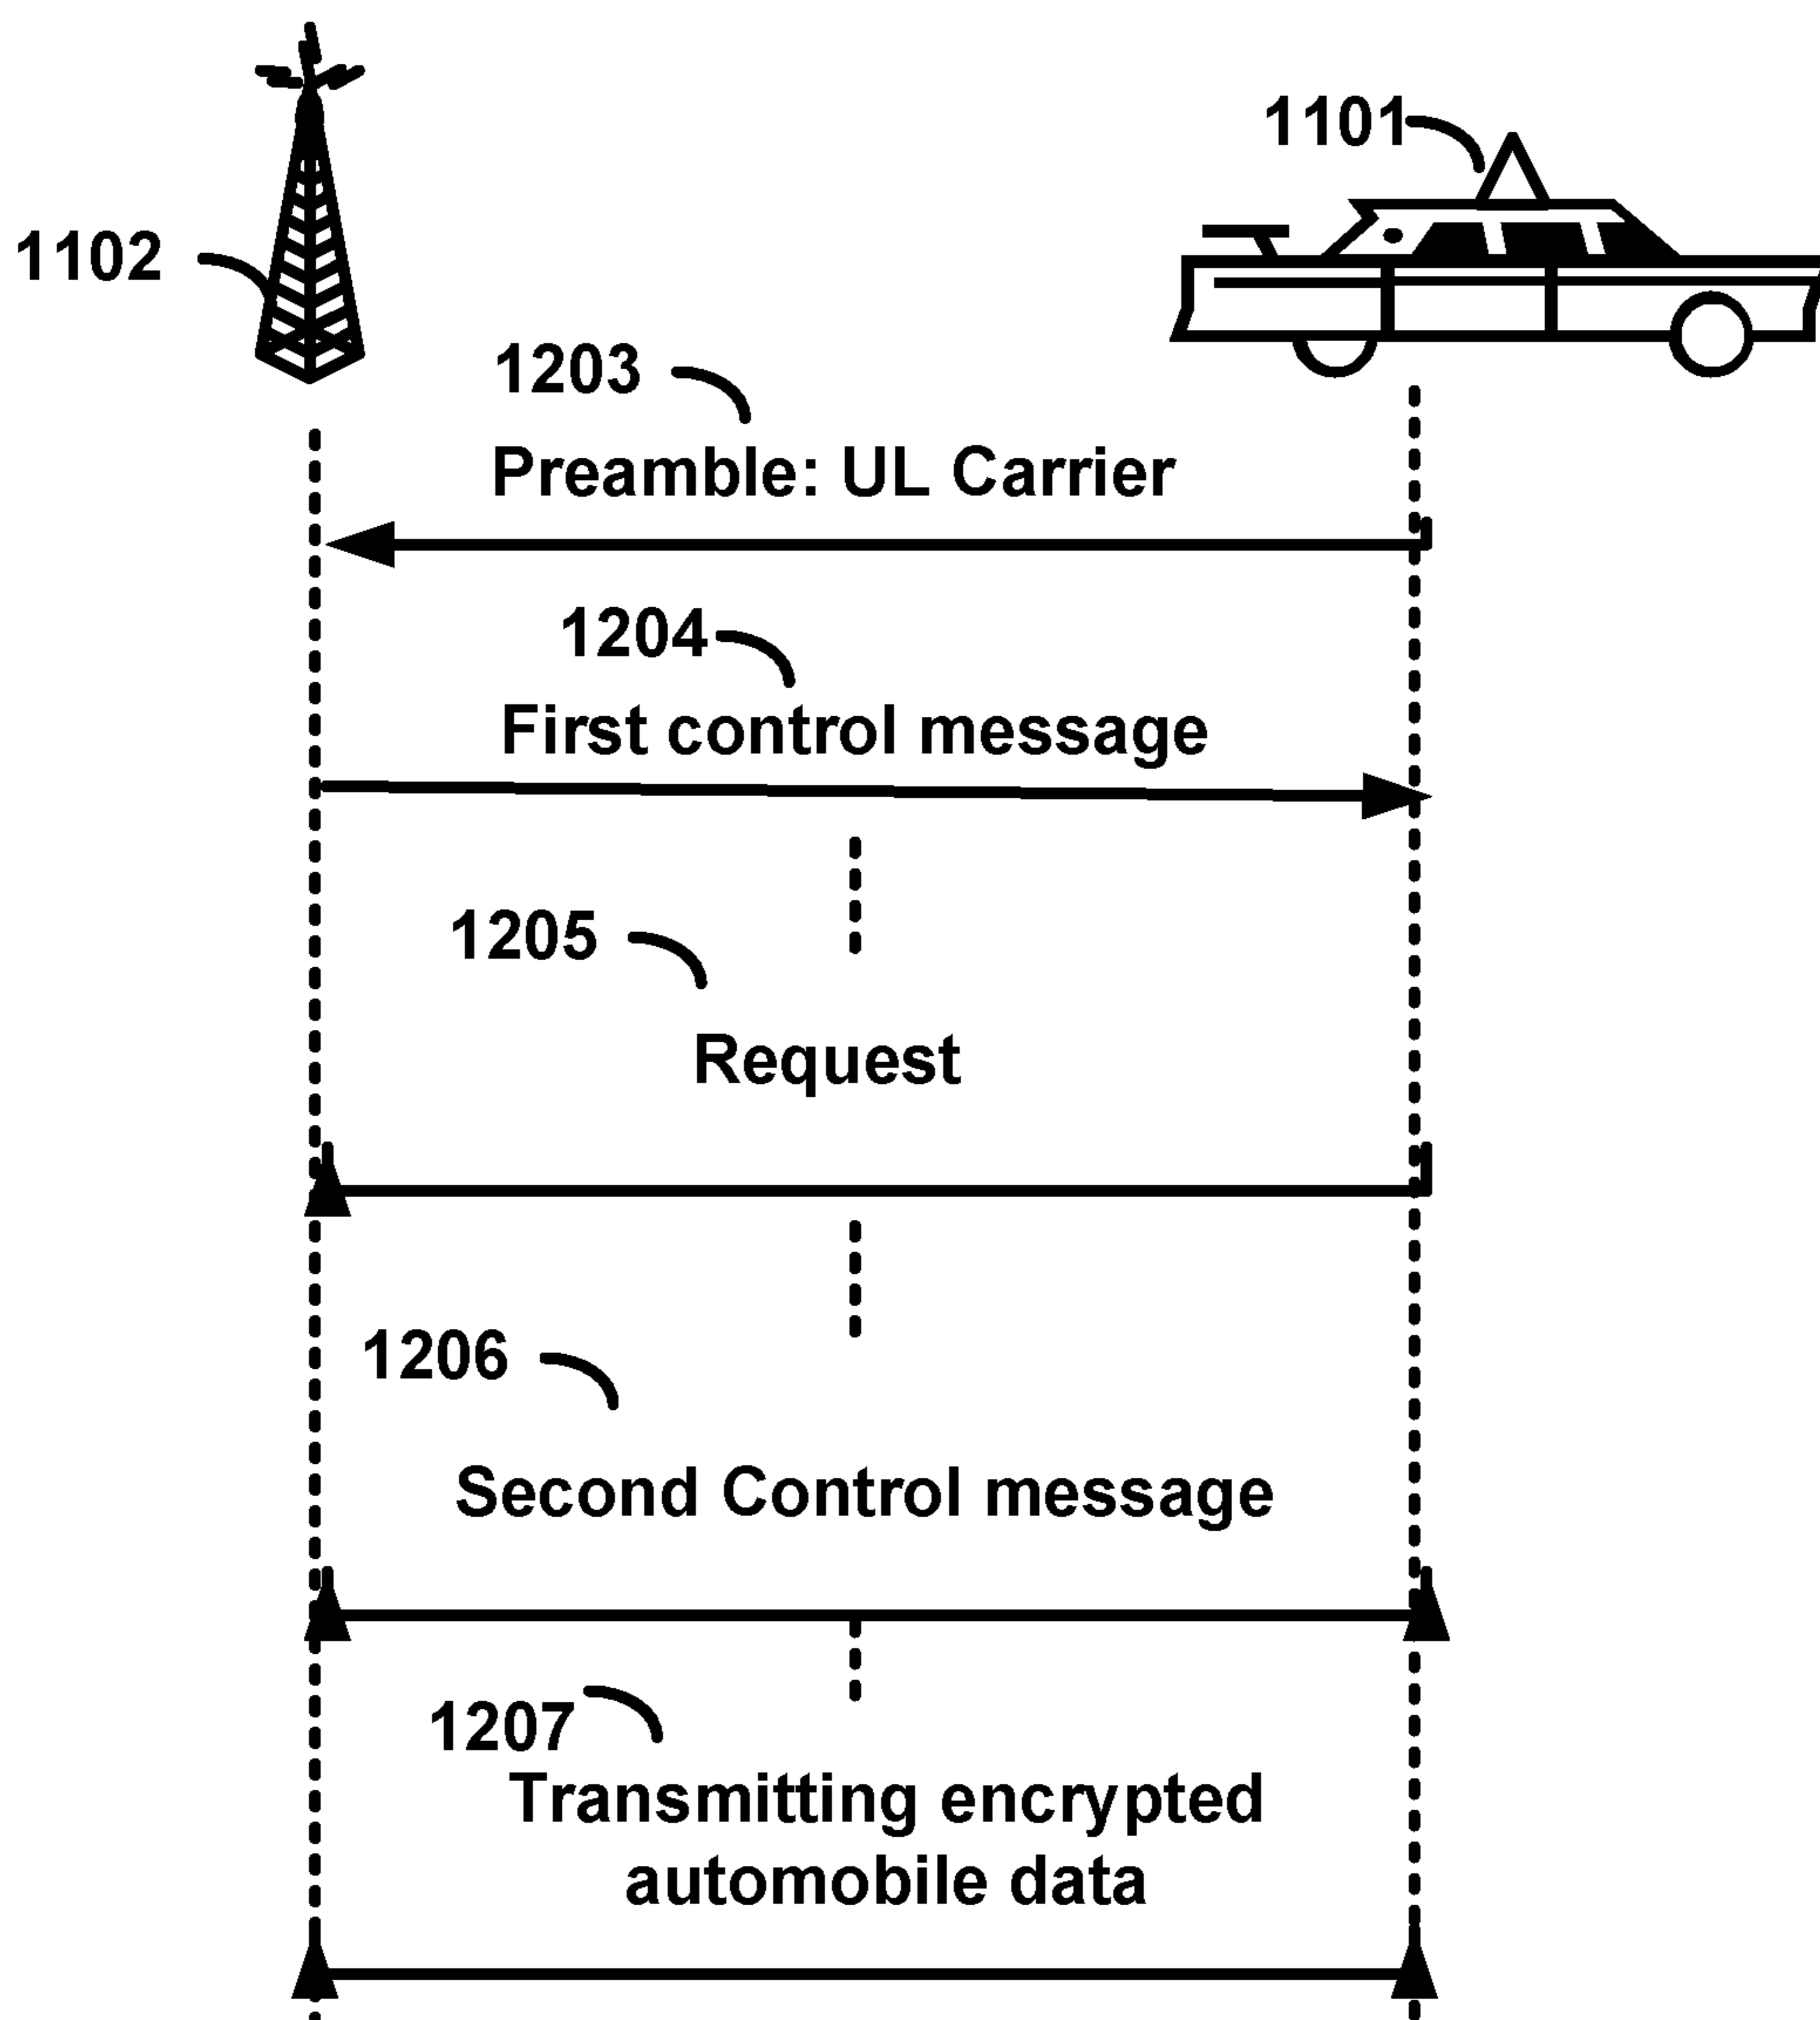 1101
1102
1203
Preamble: UL Carrier
1204
First control message
1205
Request
1206
Second Control message
1207
Transmitting encrypted
automobile data